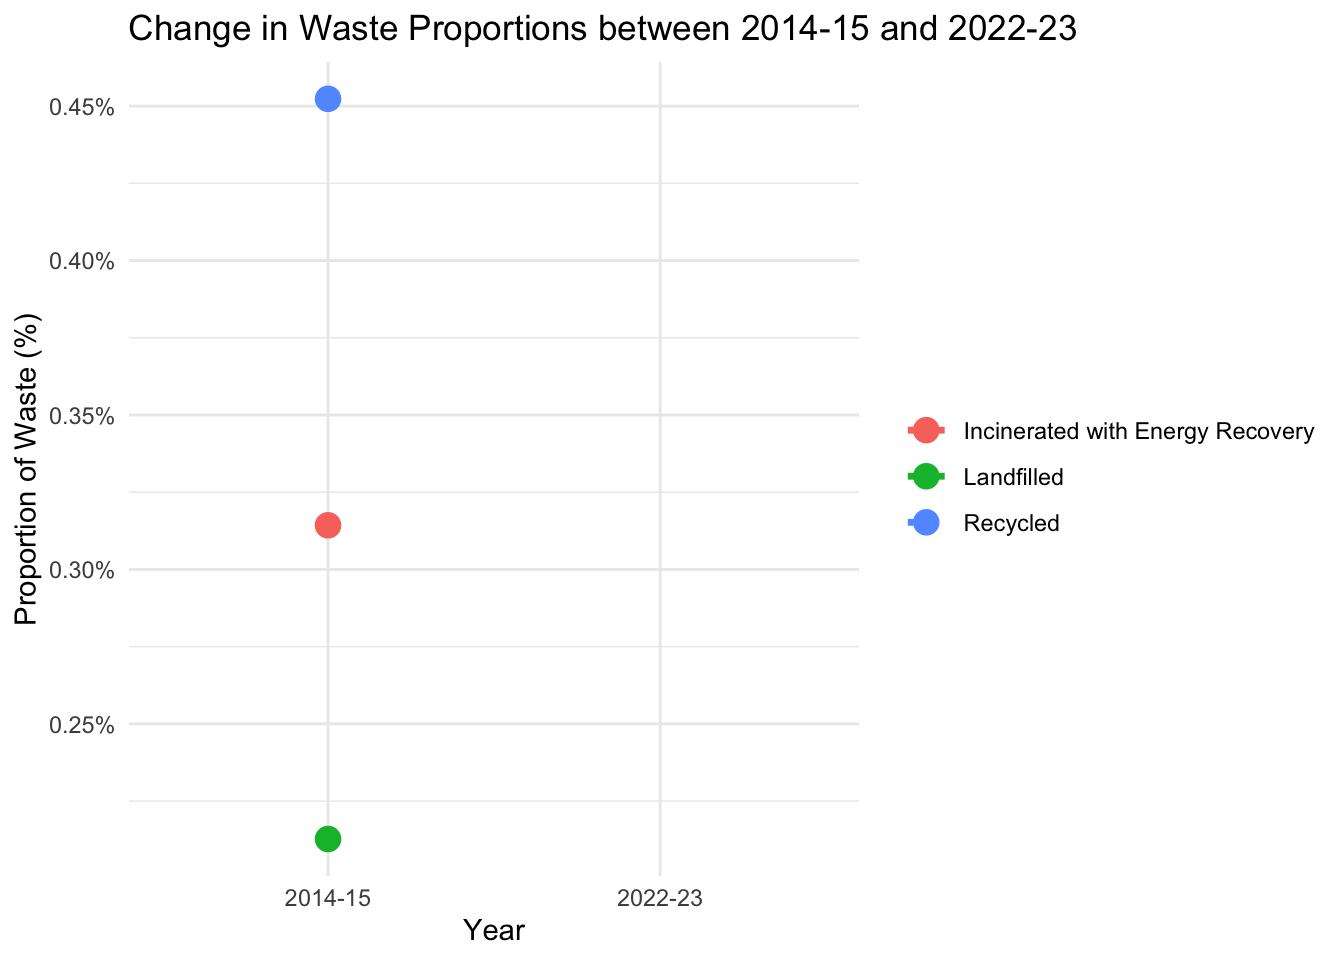 Change in Waste Proportions between 2014-15 and 2022-23
Proportion of Waste (%)
0.45%
0.40%
0.35%
0.30%
0.25%
2014-15
2022-23
Year
Incinerated with Energy Recovery
Landfilled
Recycled